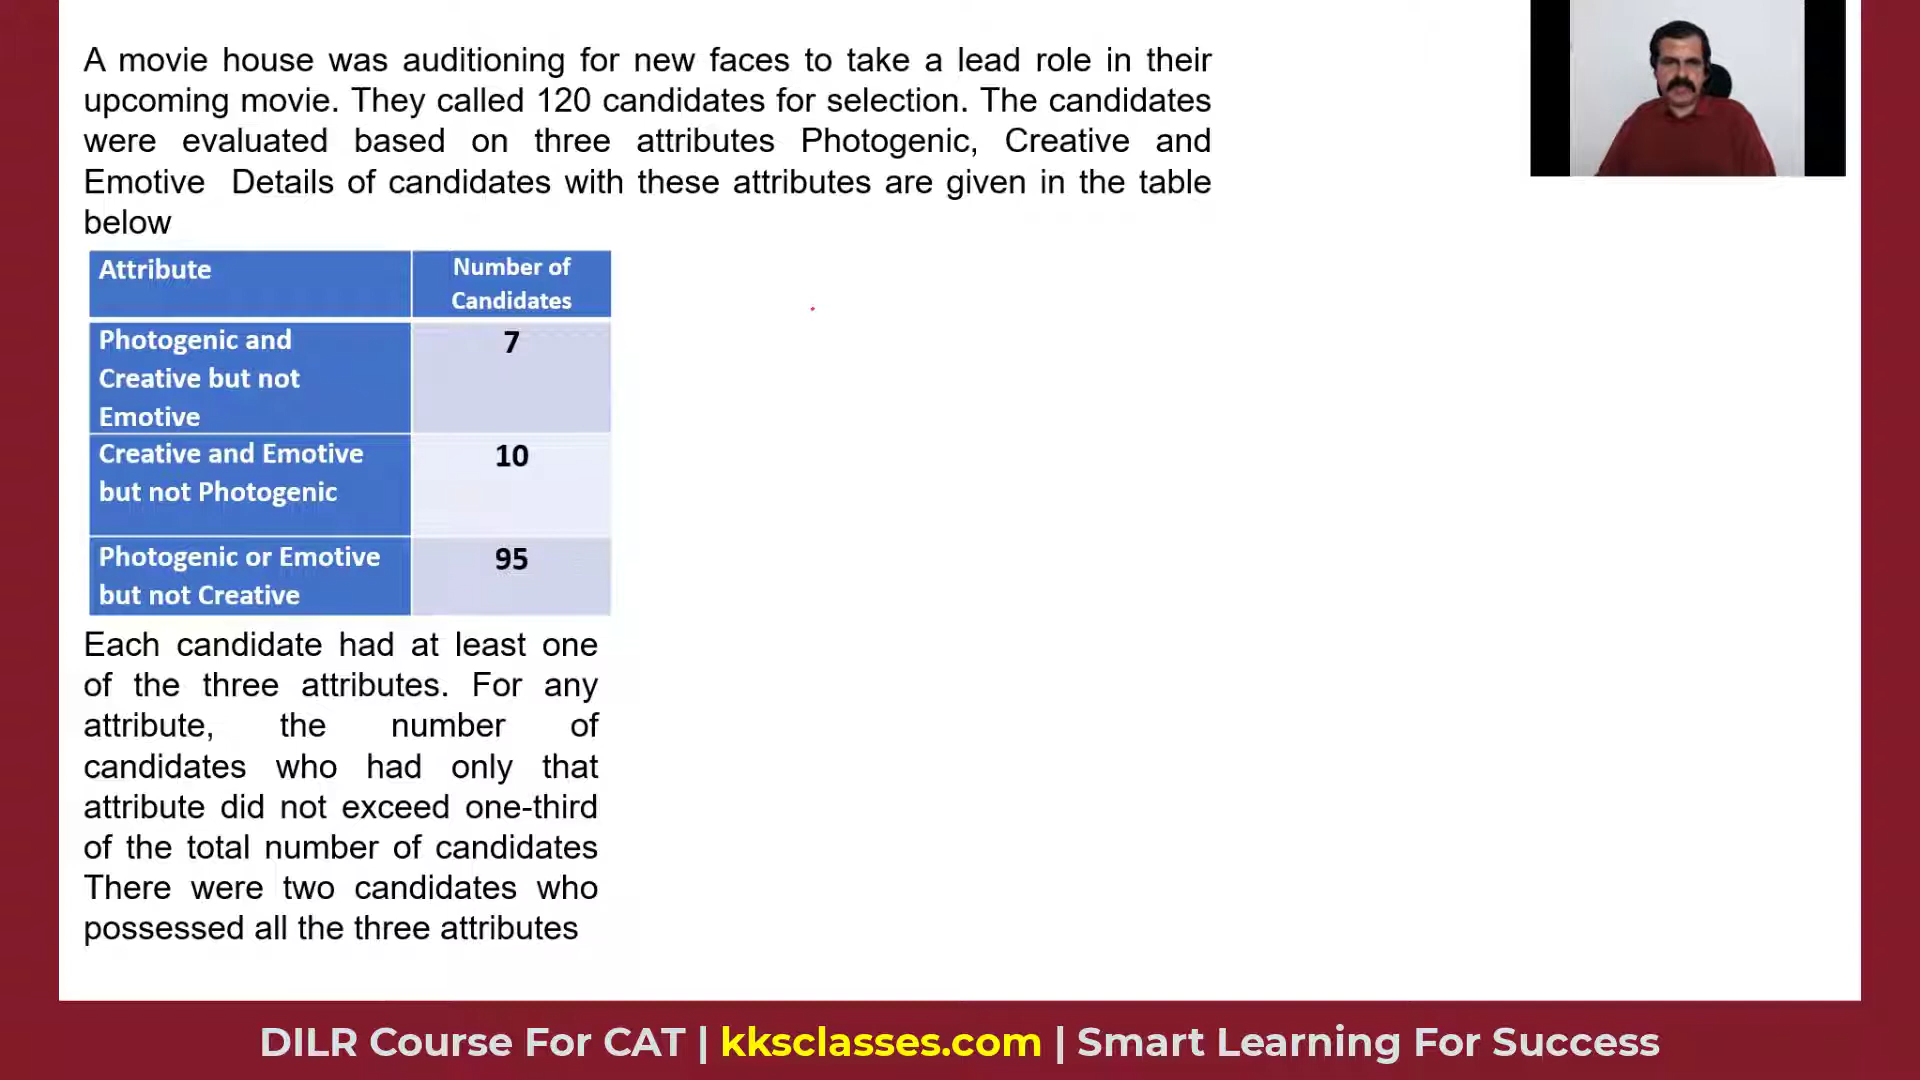 A movie house was auditioning for new faces to take a lead role in their
upcoming movie. They called 120 candidates for selection. The candidates
were evaluated based on three attributes Photogenic, Creative and
Emotive Details of candidates with these attributes are given in the table
below
Attribute
Number of
Candidates
Photogenic and
Creative but not
Emotive
7
Creative and Emotive
but not Photogenic
10
Photogenic or Emotive
but not Creative
95
Each candidate had at least one
of the three attributes. For any
attribute, the number of
candidates who had only that
attribute did not exceed one-third
of the total number of candidates
There were two candidates who
possessed all the three attributes
DILR Course For CAT | kksclasses.com | Smart Learning For Success